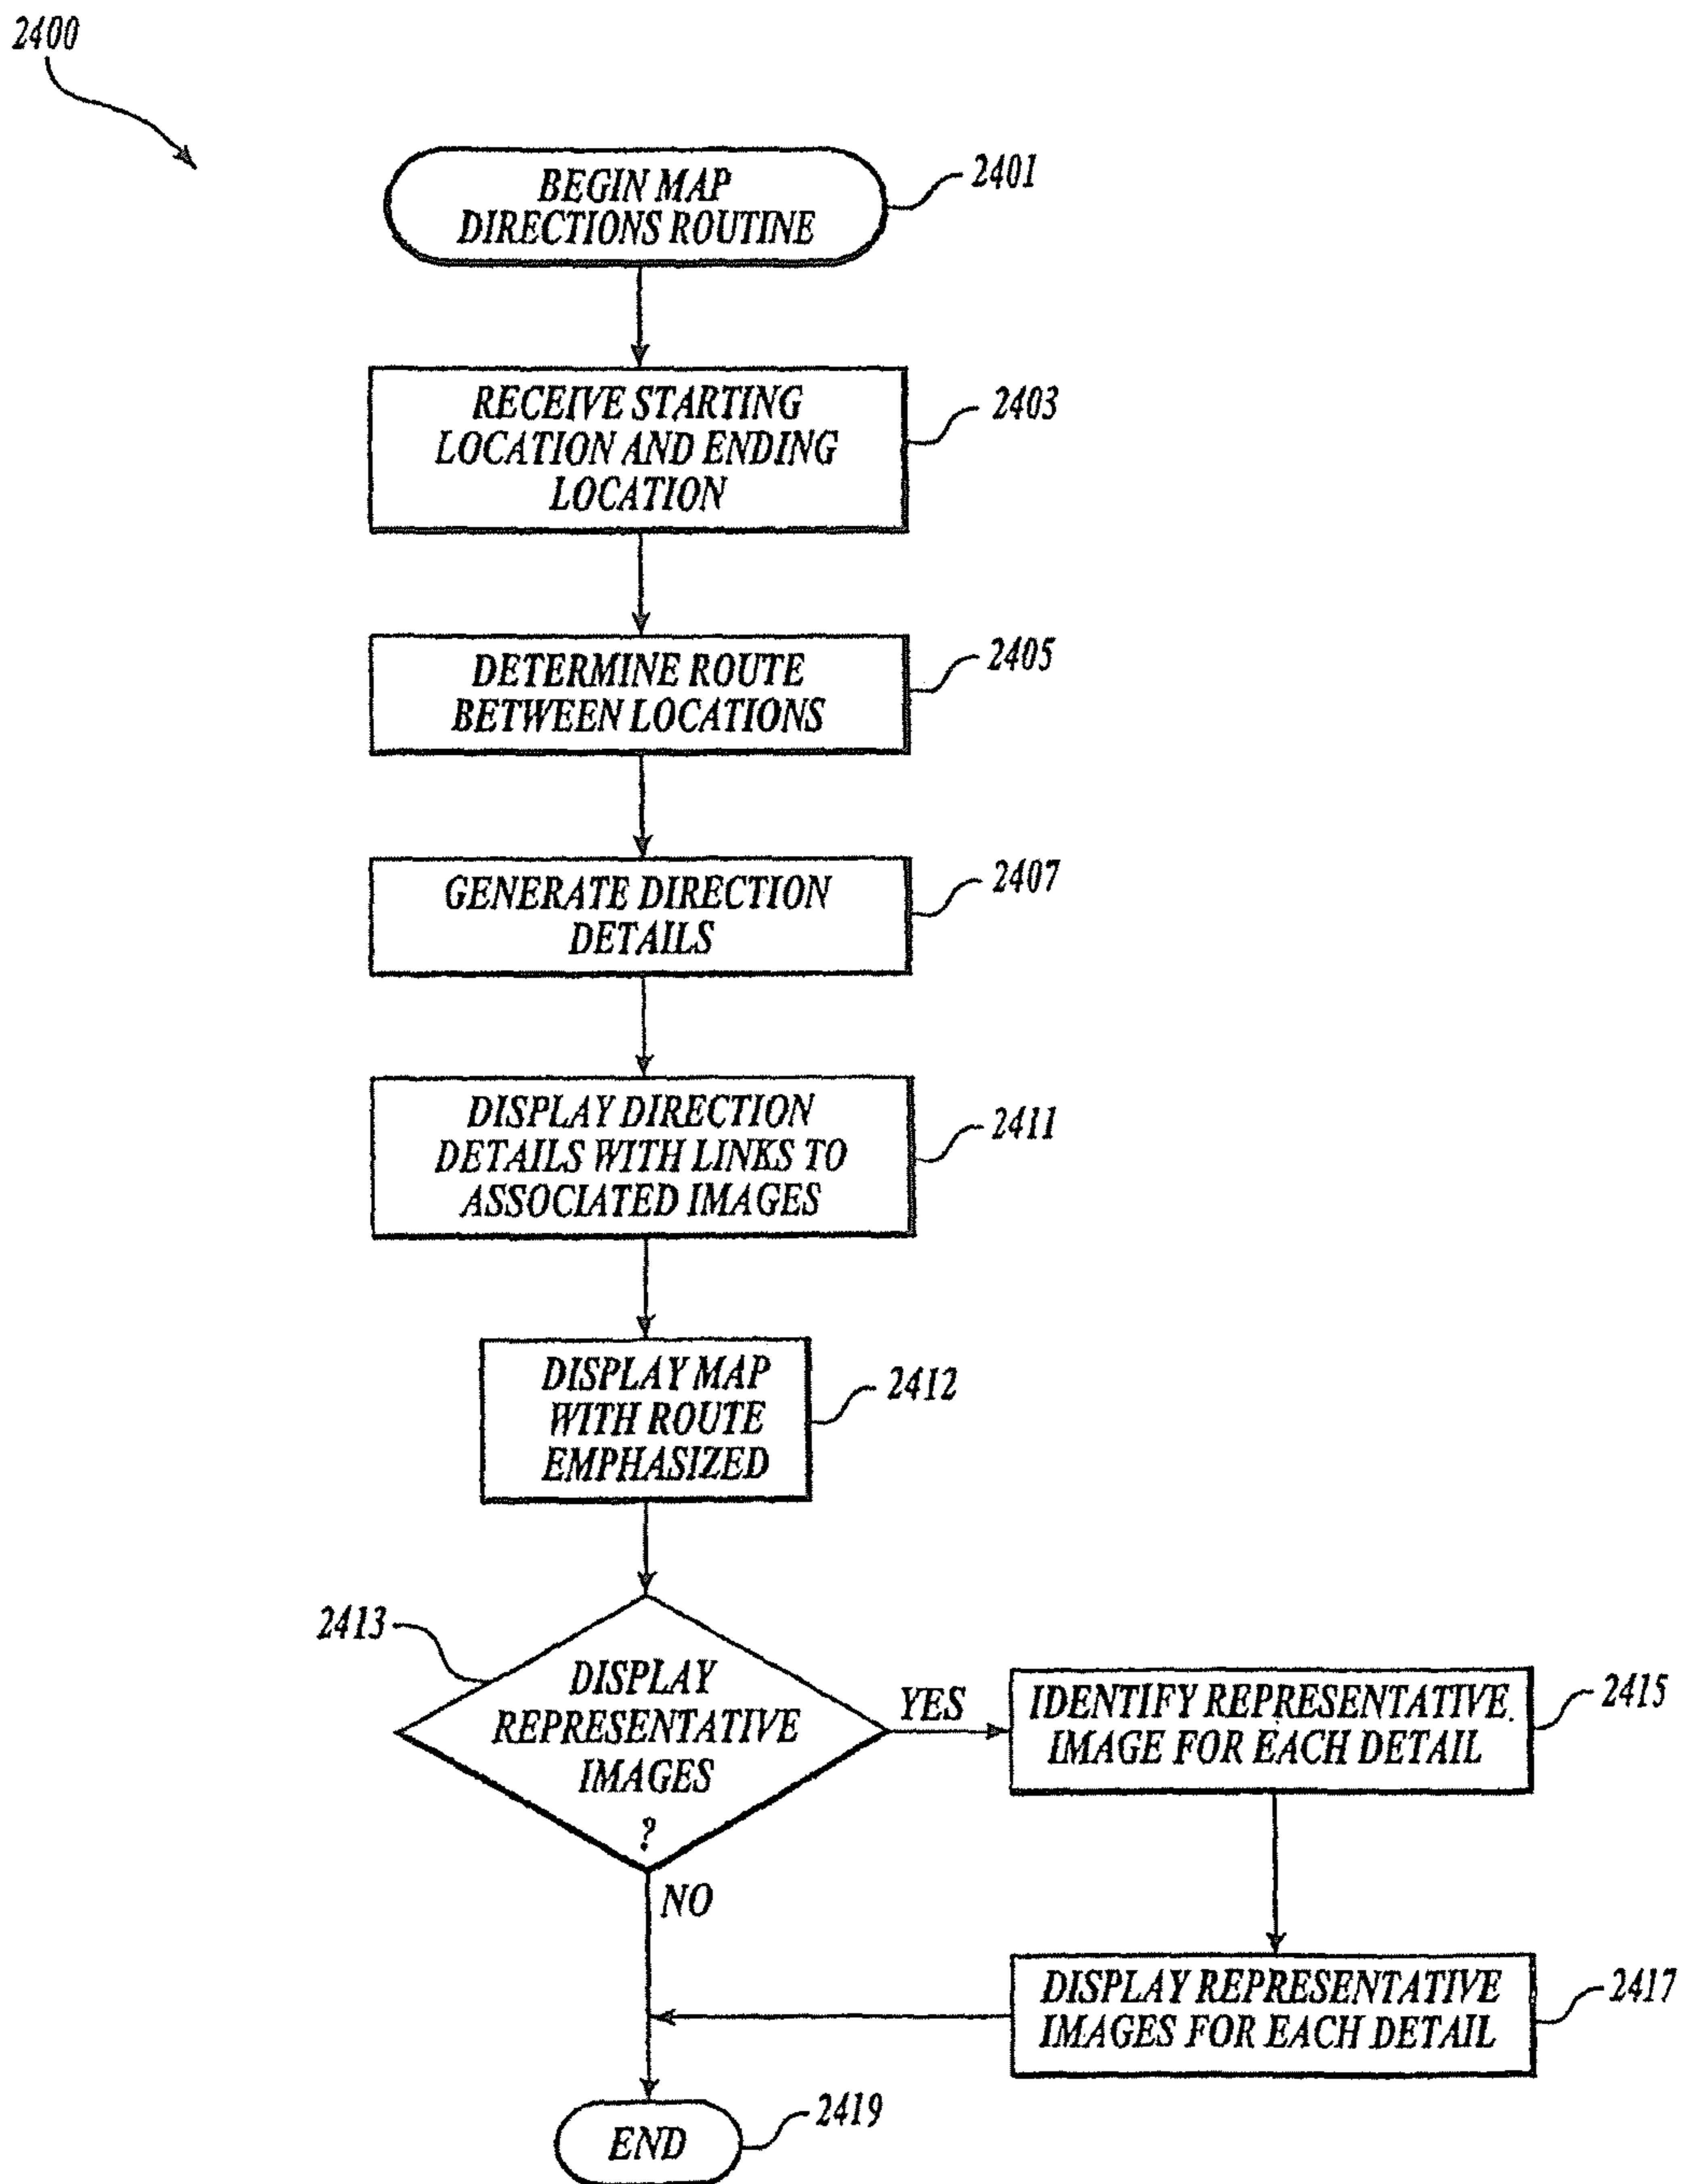 2400
BEGIN MAP
DIRECTIONS ROUTINE
2401
RECEIVE STARTING
LOCATION AND ENDING
LOCATION
2403
DETERMINE ROUTE
BETWEEN LOCATIONS
2405
GENERATE DIRECTION
DETAILS
2407
DISPLAY DIRECTION
DETAILS WITH LINKS TO
ASSOCIATED IMAGES
2411
DISPLAY MAP
WITH ROUTE
EMPHASIZED
2412
2413
DISPLAY
REPRESENTATIVE
IMAGES
?
YES
NO
IDENTIFY REPRESENTATIVE
IMAGE FOR EACH DETAIL
2415
DISPLAY REPRESENTATIVE
IMAGES FOR EACH DETAIL
2417
END
2419